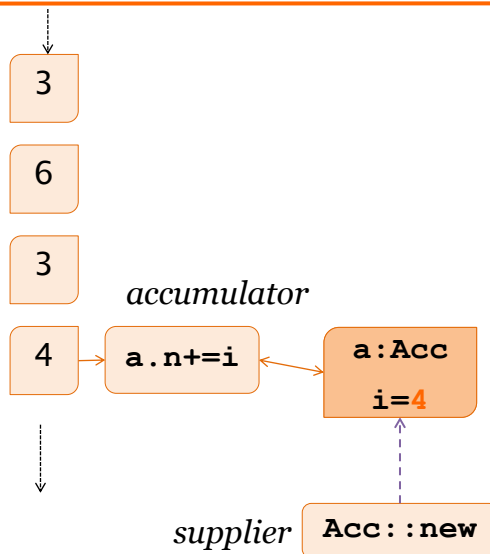 3
6
3
accumulator
4
a.n+=i
a:Acc
i=4
supplier
Acc::new